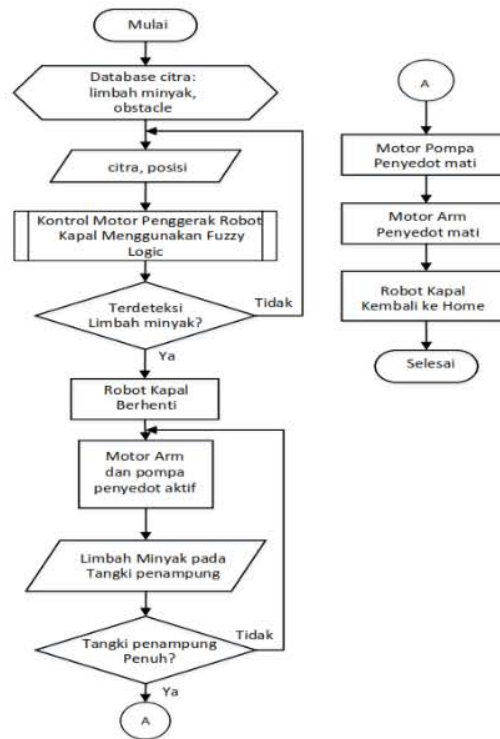 Mulai
Database citra:
limbah minyak,
obstacle
citra, posisi
Kontrol Motor Penggerak Robot
Kapal Menggunakan Fuzzy
Logic
Terdeteksi
Limbah minyak?
Tidak
Ya
Robot Kapal
Berhenti
Motor Arm
dan pompa
penyedot aktif
Limbah Minyak pada
Tangki penampung
Tangki penampung
Penuh?
Tidak
Ya
A
A
Motor Pompa
Penyedot mati
Motor Arm
Penyedot mati
Robot Kapal
Kembali ke Home
Selesai